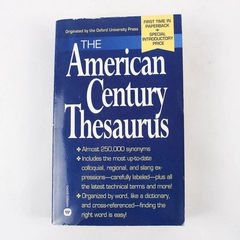 Originated by the Oxford University Press
FIRST TIME IN
PAPERBACK
SPECIAL
INTRODUCTORY
PRICE
THE
American
Century
Thesaurus
Almost 250,000 synonyms
Includes the most up-to-date
colloquial, regional, and slang ex-
pressions—carefully labeled—plus all
the latest technical terms and more!
Organized by word, like a dictionary,
and cross-referenced—finding the
right word is easy!